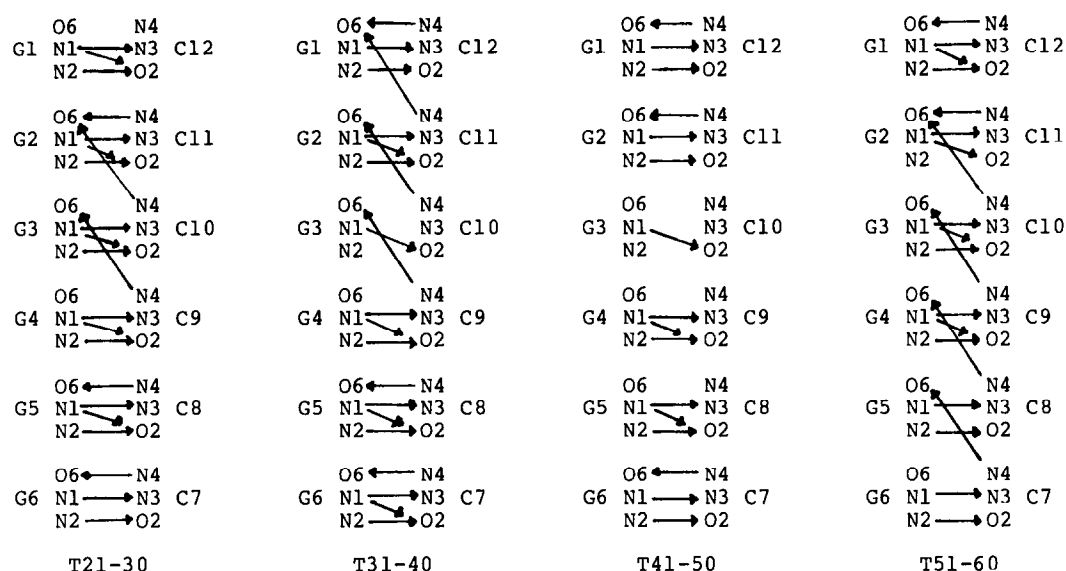 O6 N4 O6 N4 O6 N4 O6 N4
G1 N1 N3 C12 G1 N1 N3 C12 G1 N1 N3 C12 G1 N1 N3 C12
N2 O2 N2 O2 N2 O2 N2 O2
O6 N4 O6 N4 O6 N4 O6 N4
G2 N1 N3 C11 G2 N1 N3 C11 G2 N1 N3 C11 G2 N1 N3 C11
N2 O2 N2 O2 N2 O2 N2 O2
O6 N4 O6 N4 O6 N4 O6 N4
G3 N1 N3 C10 G3 N1 N3 C10 G3 N1 N3 C10 G3 N1 N3 C10
N2 O2 N2 O2 N2 O2 N2 O2
O6 N4 O6 N4 O6 N4 O6 N4
G4 N1 N3 C9 G4 N1 N3 C9 G4 N1 N3 C9 G4 N1 N3 C9
N2 O2 N2 O2 N2 O2 N2 O2
O6 N4 O6 N4 O6 N4 O6 N4
G5 N1 N3 C8 G5 N1 N3 C8 G5 N1 N3 C8 G5 N1 N3 C8
N2 O2 N2 O2 N2 O2 N2 O2
O6 N4 O6 N4 O6 N4 O6 N4
G6 N1 N3 C7 G6 N1 N3 C7 G6 N1 N3 C7 G6 N1 N3 C7
N2 O2 N2 O2 N2 O2 N2 O2
T21-30 T31-40 T41-50 T51-60